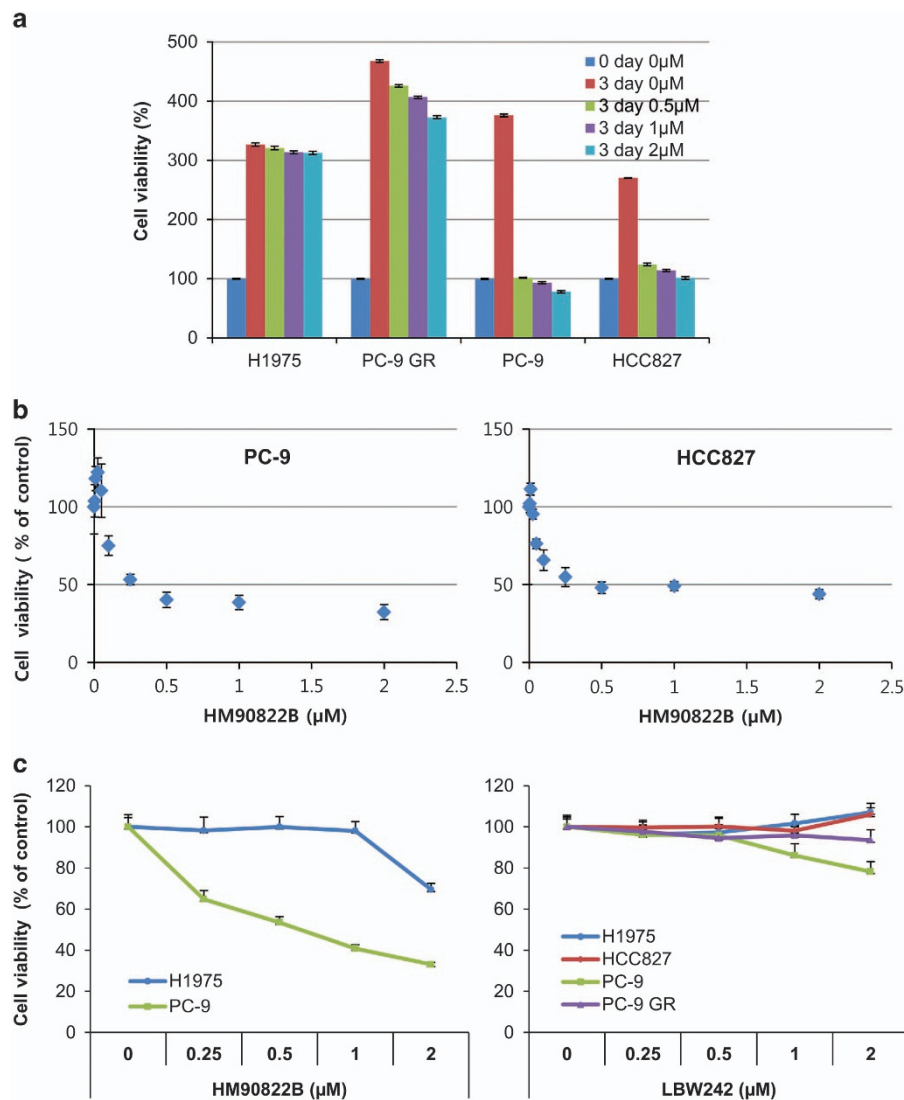 a
500
400
300
200
100
0
Cell viability (%)
0 day 0µM
3 day 0µM
3 day 0.5µM
3 day 1µM
3 day 2µM
H1975 PC-9 GR PC-9 HCC827
b
Cell viability ( % of control)
150
100
50
0
PC-9
0 0.5 1 1.5 2 2.5
HM90822B (µM)
150
100
50
0
HCC827
0 0.5 1 1.5 2 2.5
HM90822B (µM)
c
Cell viability (% of control)
120
100
80
60
40
20
0
H1975
PC-9
0 0.25 0.5 1 2
HM90822B (µM)
Cell viability (% of control)
120
100
80
60
40
20
0
H1975
HCC827
PC-9
PC-9 GR
0 0.25 0.5 1 2
LBW242 (µM)